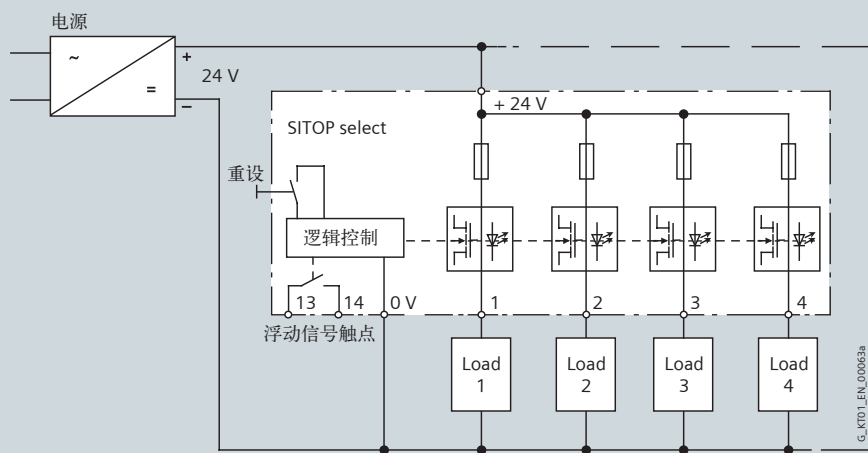 电源
~
=
+
24 V
–
+ 24 V
SITOP select
重设
逻辑控制
13
14
0 V
1
2
3
4
浮动信号触点
Load
1
Load
2
Load
3
Load
4
G_KT01_EN_00063a